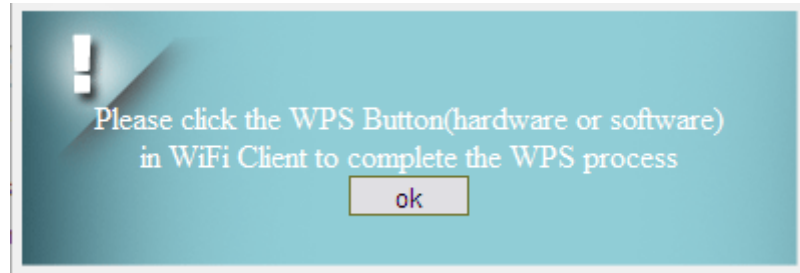 !
Please click the WPS Button(hardware or software)
in WiFi Client to complete the WPS process
ok